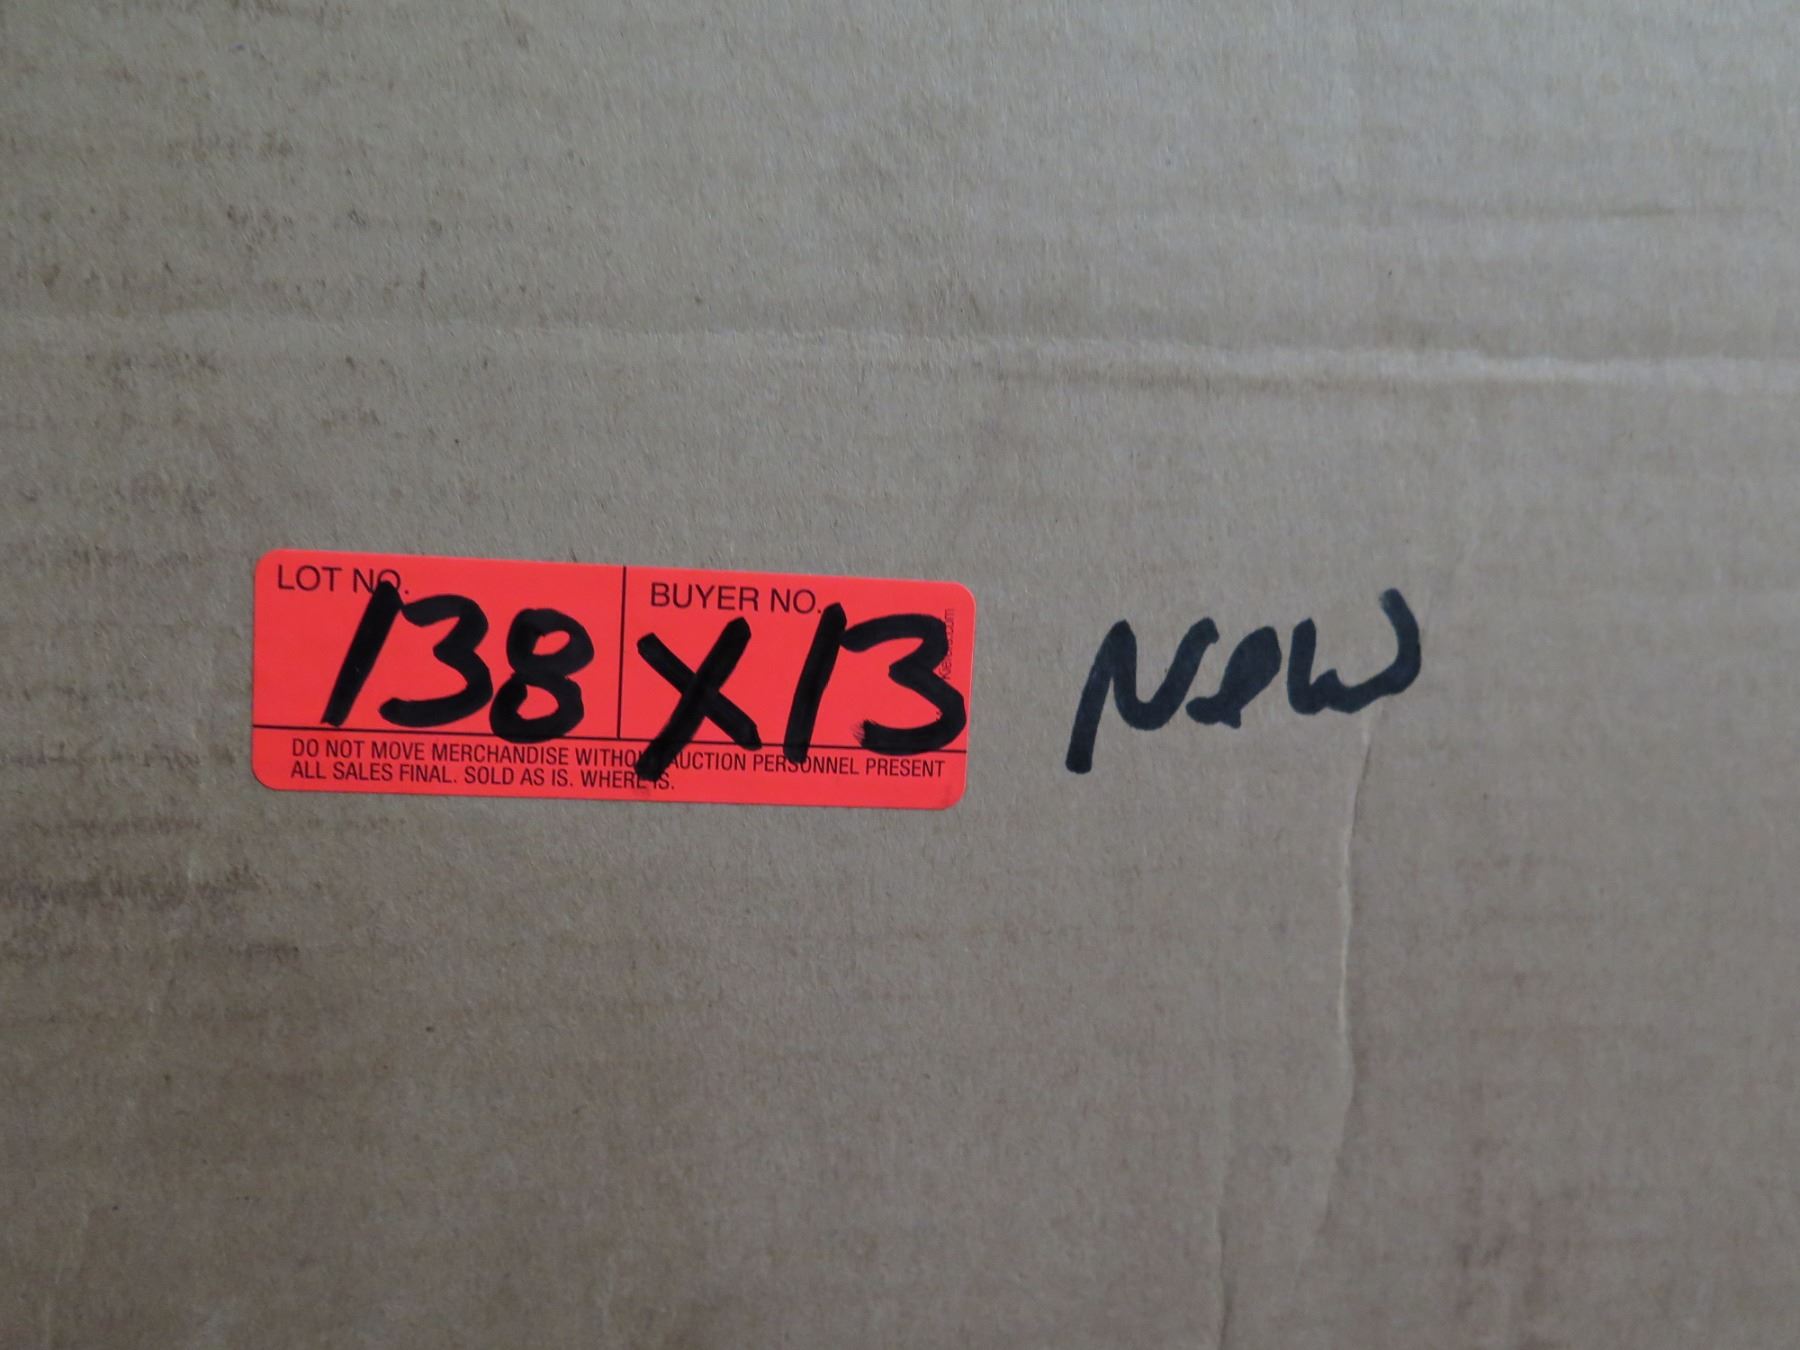 LOT NO.
BUYER NO.
138 X 13
New
DO NOT MOVE MERCHANDISE WITHOUT AUCTION PERSONNEL PRESENT
ALL SALES FINAL. SOLD AS IS. WHERE IS.